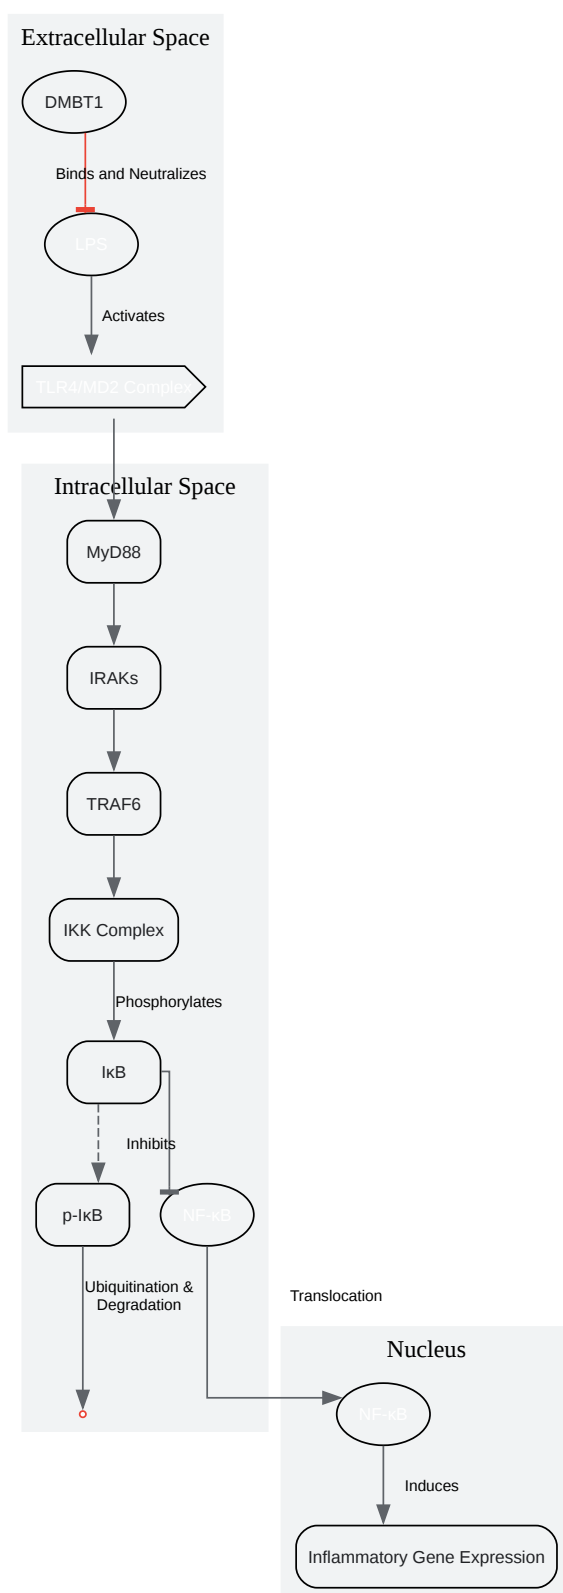 Extracellular Space
DMBT1
Binds and Neutralizes
LPS
Activates
TLR4/MD2 Complex
Intracellular Space
MyD88
IRAKs
TRAF6
IKK Complex
Phosphorylates
IκB
Inhibits
p-IκB
NF-κB
Ubiquitination &
Degradation
Translocation
Nucleus
NF-κB
Induces
Inflammatory Gene Expression